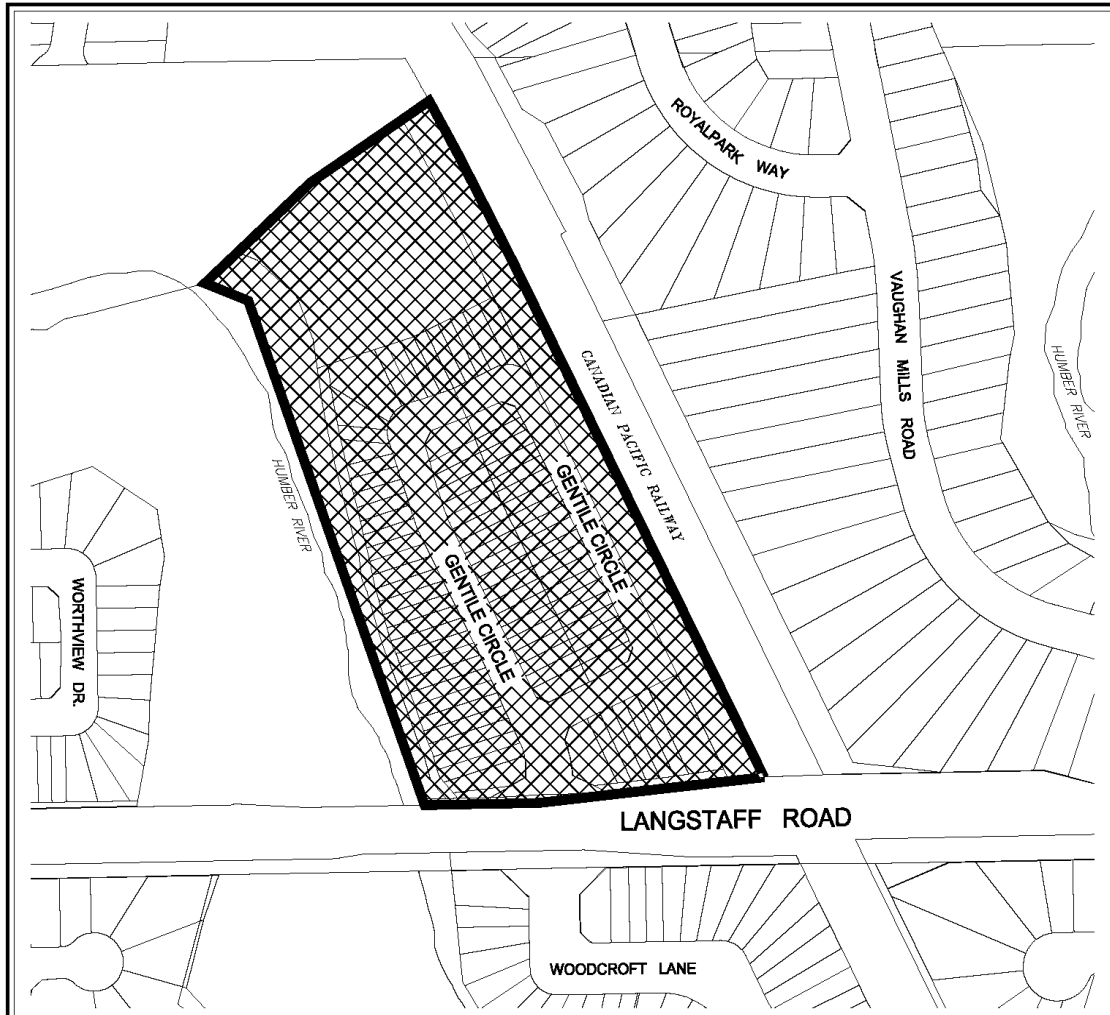 ROYALPARK WAY
VAUGHAN MILLS ROAD
HUMBER RIVER
CANADIAN PACIFIC RAILWAY
GENTILE CIRCLE
GENTILE CIRCLE
HUMBER RIVER
WORTHVIEW DR.
LANGSTAFF ROAD
WOODCROFT LANE